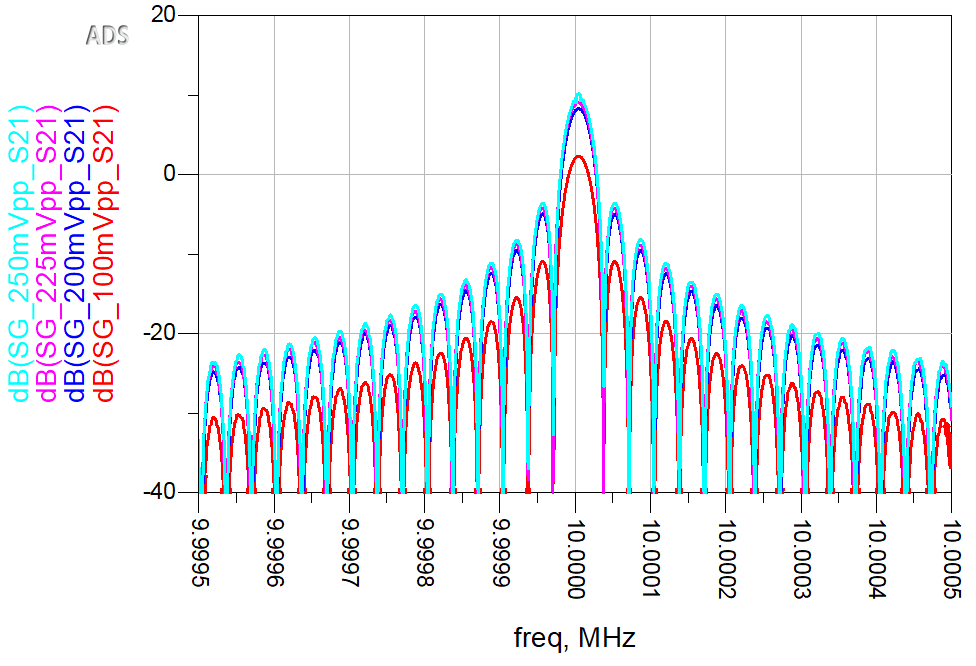 ADS
dB(SG_250mVpp_S21)
dB(SG_225mVpp_S21)
dB(SG_200mVpp_S21)
dB(SG_100mVpp_S21)
20
0
-20
-40
9.9995
9.9996
9.9997
9.9998
9.9999
10.0000
10.0001
10.0002
10.0003
10.0004
10.0005
freq, MHz